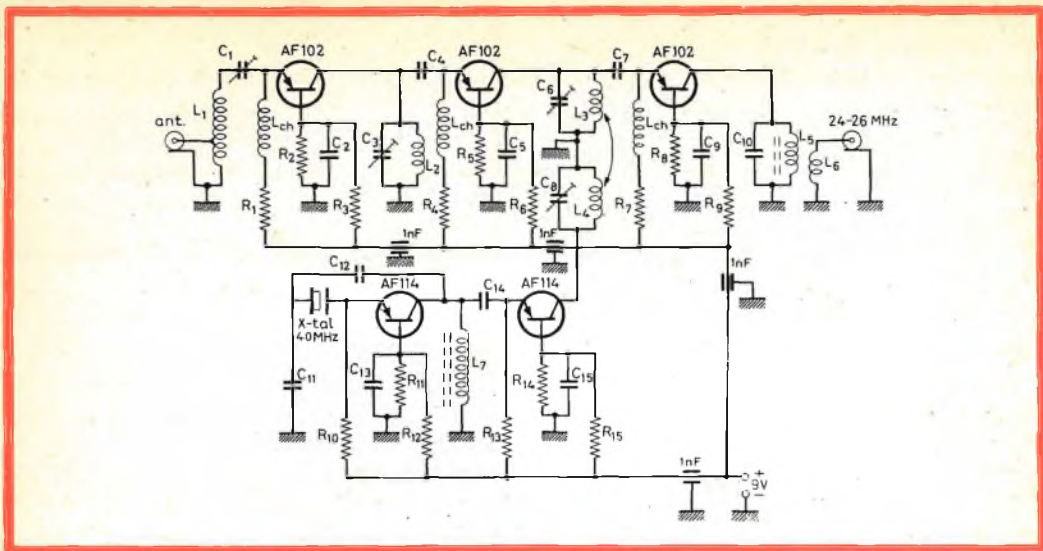 AF102 AF102 AF102
C1 C4 C7
L1 C6 L3
ant. 24-26 MHz
Lch R2 C2 C3 L2 Lch R5 C5 Lch R8 C9 C10 L5 L6
C8 L4
R1 R3 R4 R6 R7 R9
1nF 1nF
1nF
C12
AF114 C14 AF114
X-tal
40MHz
L7
C11 C13 R11 R14 C15
R10 R12 R13 R15
1nF
+
9V
−